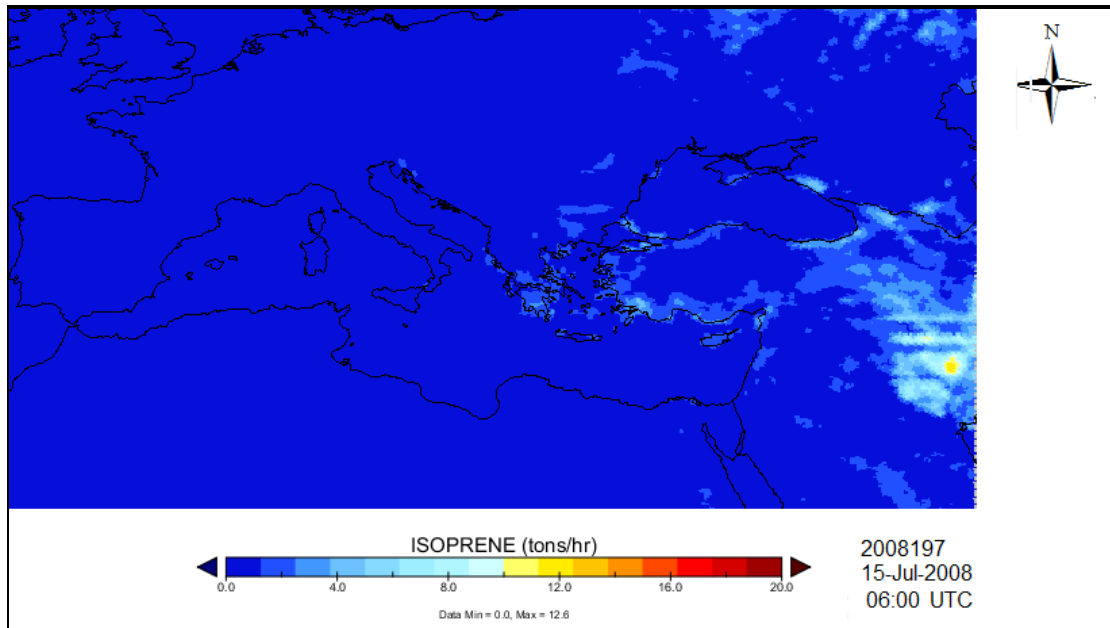 N
ISOPRENE (tons/hr)
0.0 4.0 8.0 12.0 16.0 20.0
Data Min = 0.0, Max = 12.6
2008197
15-Jul-2008
06:00 UTC